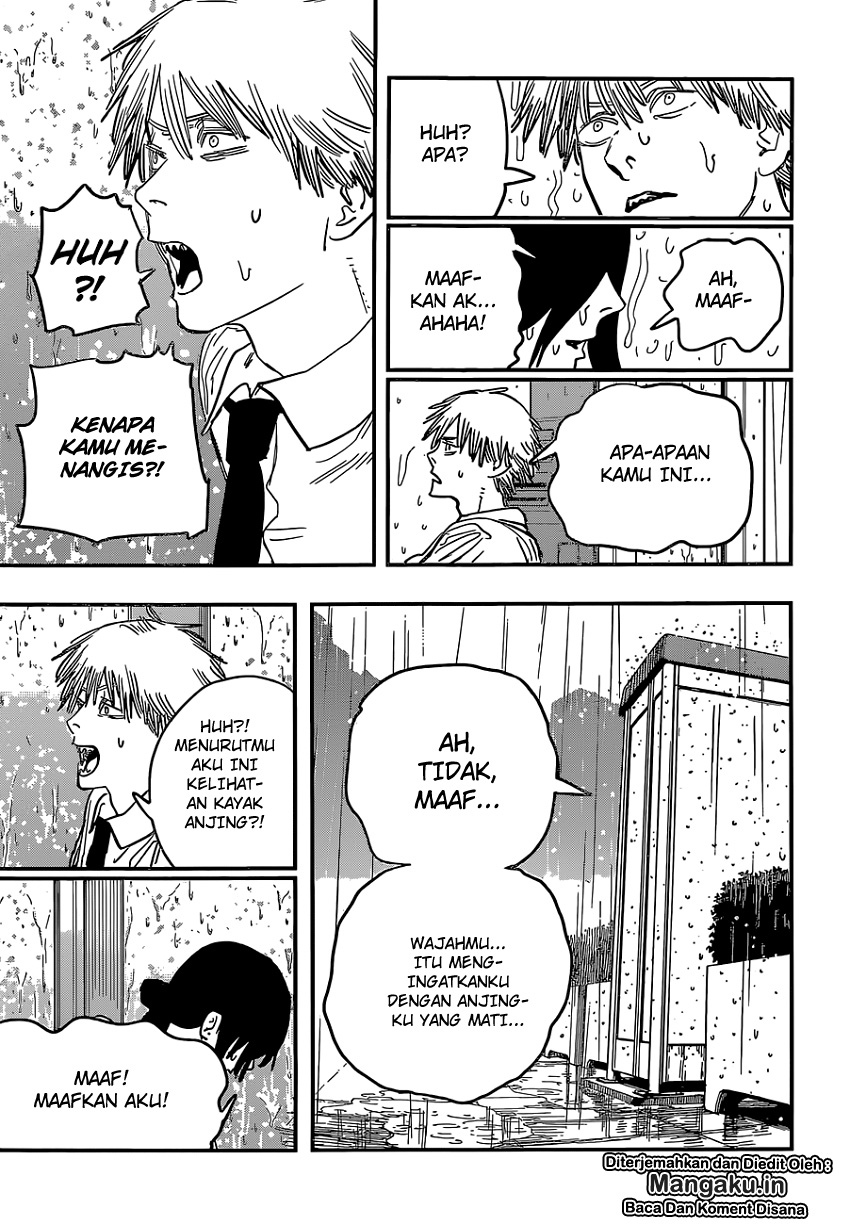 HUH?
APA?
AH,
MAAF-
MAAF-
KAN AK...
AHAHA!
APA-APAAN
KAMU INI...
HUH
?!
KENAPA
KAMU ME-
NANGIS?!
AH,
TIDAK,
MAAF...
WAJAHMU...
ITU MENG-
INGATKANKU
DENGAN ANJING-
KU YANG MATI...
HUH?!
MENURUTMU
AKU INI
KELIHAT-
AN KAYAK
ANJING?!
MAAF!
MAAFKAN AKU!
Diterjemahkan dan Diedit Oleh :
Mangaku.in
Baca Dan Koment Disana